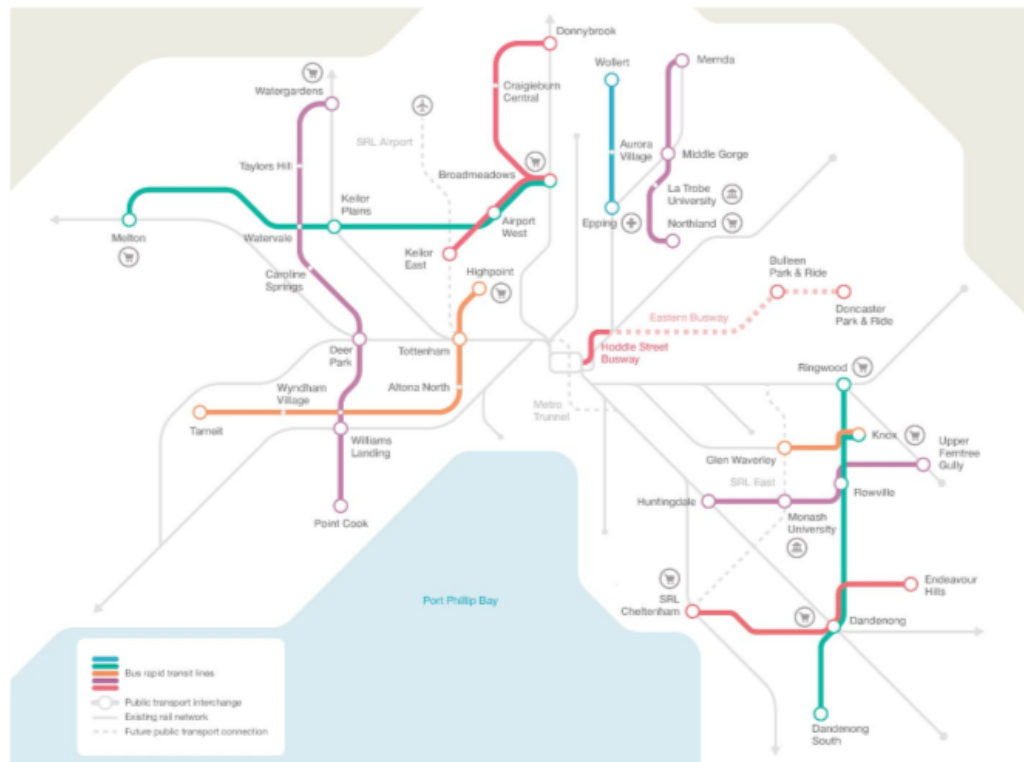 Donnybrook
Wollert
Mernda
Watergardens
Craigieburn
Central
SRL Airport
Aurora
Village
Middle Gorge
Taylors Hill
Broadmeadows
La Trobe
University
Keilor
Plains
Melton
Watervale
Airport
West
Epping
Northland
Keilor
East
Caroline
Springs
Highpoint
Bulleen
Park & Ride
Doncaster
Park & Ride
Eastern Busway
Hoddle Street
Busway
Deer
Park
Tottenham
Ringwood
Wyndham
Village
Altona North
Metro
Trunnel
Tarneit
Williams
Landing
Glen Waverley
Knox
Upper
Ferntree
Gully
SRL East
Rowville
Huntingdale
Monash
University
Point Cook
SRL
Cheltenham
Endeavour
Hills
Port Phillip Bay
Dandenong
Dandenong
South
Bus rapid transit lines
Public transport interchange
Existing rail network
Future public transport connection